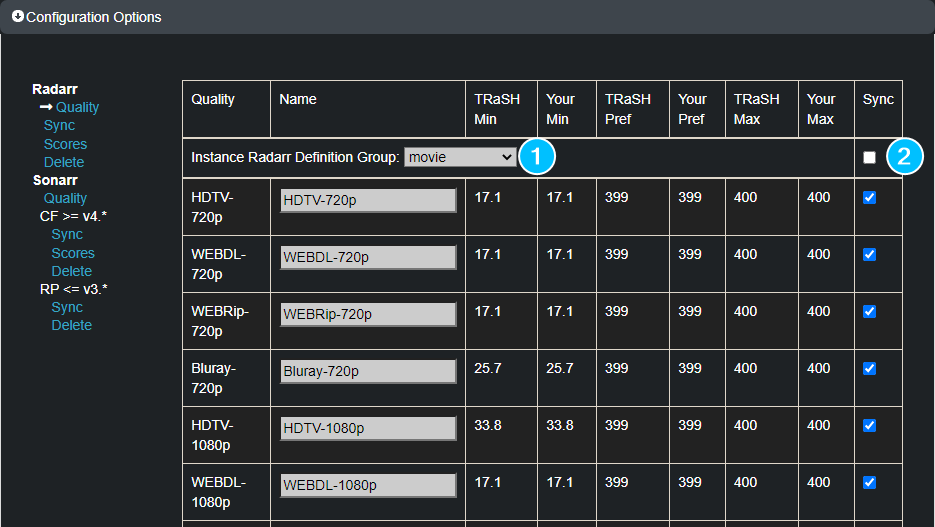 Configuration Options
Radarr
Quality
Sync
Scores
Delete
Sonarr
Quality
CF >= v4.*
Sync
Scores
Delete
RP <= v3.*
Sync
Delete
Quality Name TRaSH Min Your Min TRaSH Pref Your Pref TRaSH Max Your Max Sync
Instance Radarr Definition Group: movie 1 2
HDTV-720p HDTV-720p 17.1 17.1 399 399 400 400
WEBDL-720p WEBDL-720p 17.1 17.1 399 399 400 400
WEBRip-720p WEBRip-720p 17.1 17.1 399 399 400 400
Bluray-720p Bluray-720p 25.7 25.7 399 399 400 400
HDTV-1080p HDTV-1080p 33.8 33.8 399 399 400 400
WEBDL-1080p WEBDL-1080p 17.1 17.1 399 399 400 400